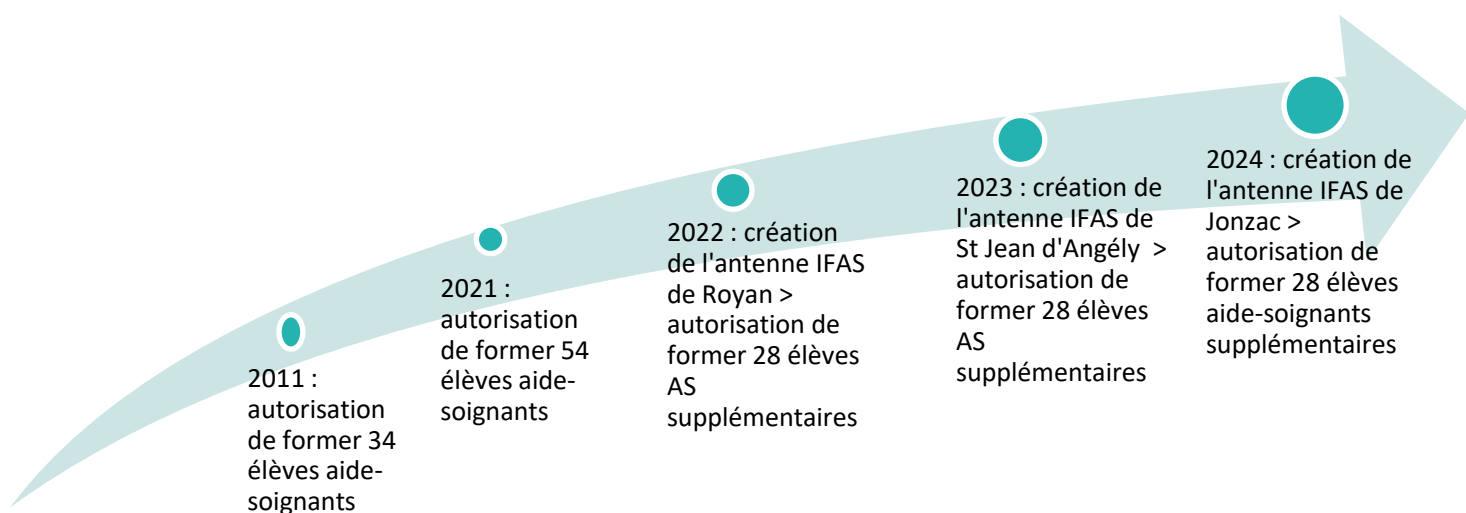 2011 :
autorisation
de former 34
élèves aide-
soignants
2021 :
autorisation
de former 54
élèves aide-
soignants
2022 : création
de l'antenne IFAS
de Royan >
autorisation de
former 28 élèves
AS
supplémentaires
2023 : création de
l'antenne IFAS de
St Jean d'Angély >
autorisation de
former 28 élèves
AS
supplémentaires
2024 : création de
l'antenne IFAS de
Jonzac >
autorisation de
former 28 élèves
aide-soignants
supplémentaires